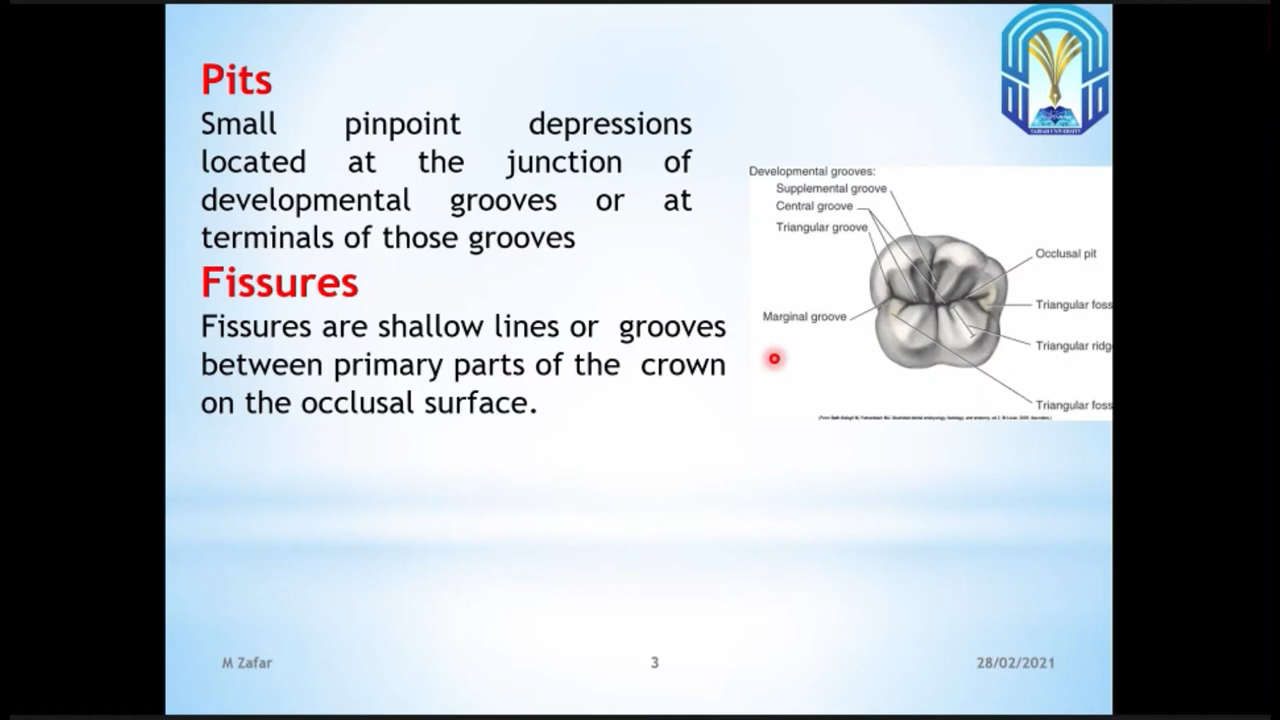 Pits
Small pinpoint depressions
located at the junction of
developmental grooves or at
terminals of those grooves
Fissures
Fissures are shallow lines or grooves
between primary parts of the crown
on the occlusal surface.
TAIBAH UNIVERSITY
Developmental grooves:
Supplemental groove
Central groove
Triangular groove
Marginal groove
Occlusal pit
Triangular foss
Triangular ridg
Triangular foss
M Zafar
3
28/02/2021